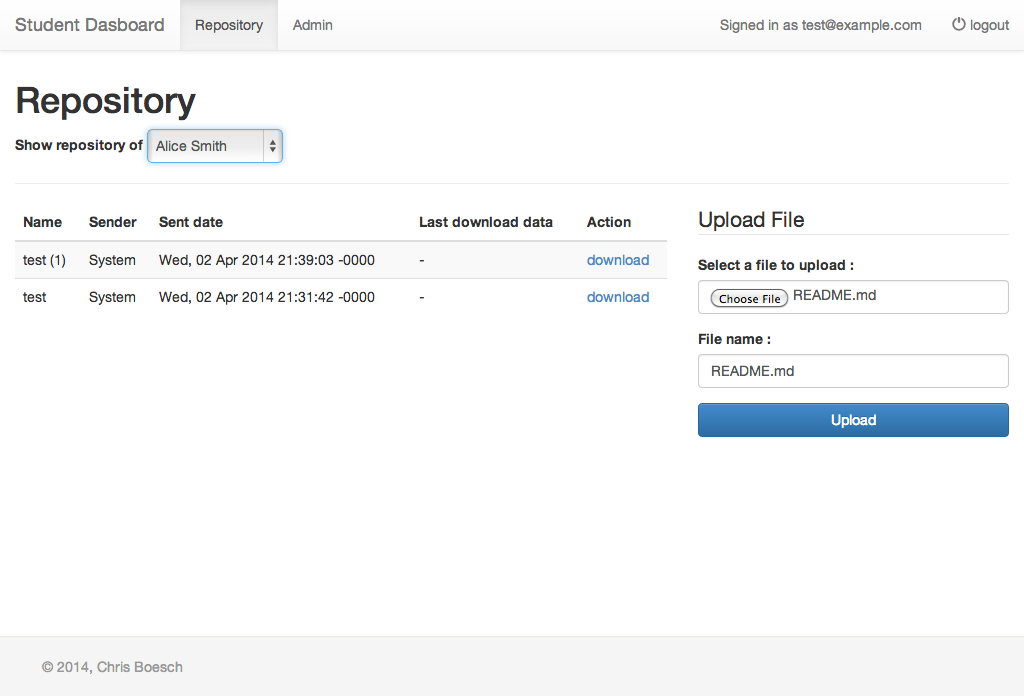 Student Dasboard Repository Admin Signed in as test@example.com logout
Repository
Show repository of Alice Smith
Name Sender Sent date Last download data Action
test (1) System Wed, 02 Apr 2014 21:39:03 -0000 - download
test System Wed, 02 Apr 2014 21:31:42 -0000 - download
Upload File
Select a file to upload :
Choose File README.md
File name :
README.md
Upload
© 2014, Chris Boesch